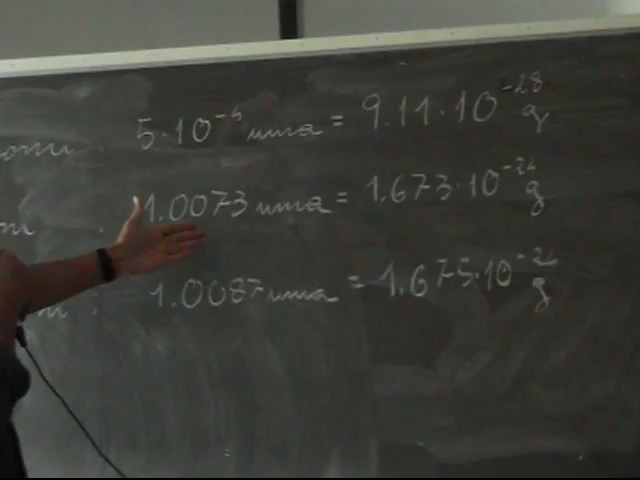 5·10⁻⁴ uma = 9.11·10⁻²⁸ g
1.0073 uma = 1.673·10⁻²⁴ g
: 1.0087 uma = 1.675·10⁻²⁴ g